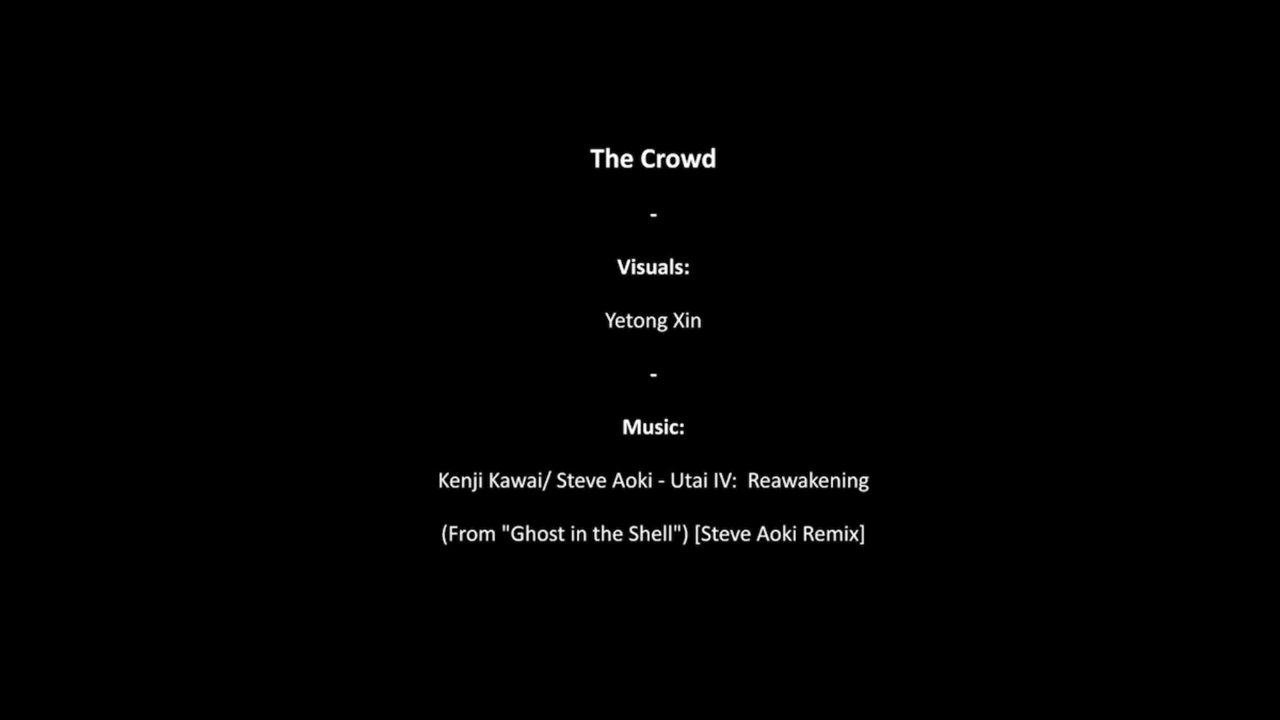 The Crowd
-
Visuals:
Yetong Xin
-
Music:
Kenji Kawai/ Steve Aoki - Utai IV:  Reawakening
(From "Ghost in the Shell") [Steve Aoki Remix]